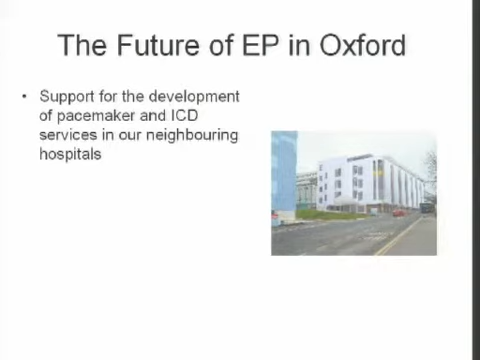 The Future of EP in Oxford
• Support for the development
of pacemaker and ICD
services in our neighbouring
hospitals